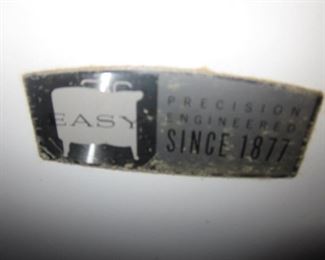 EASY
PRECISION
ENGINEERED
SINCE 1877